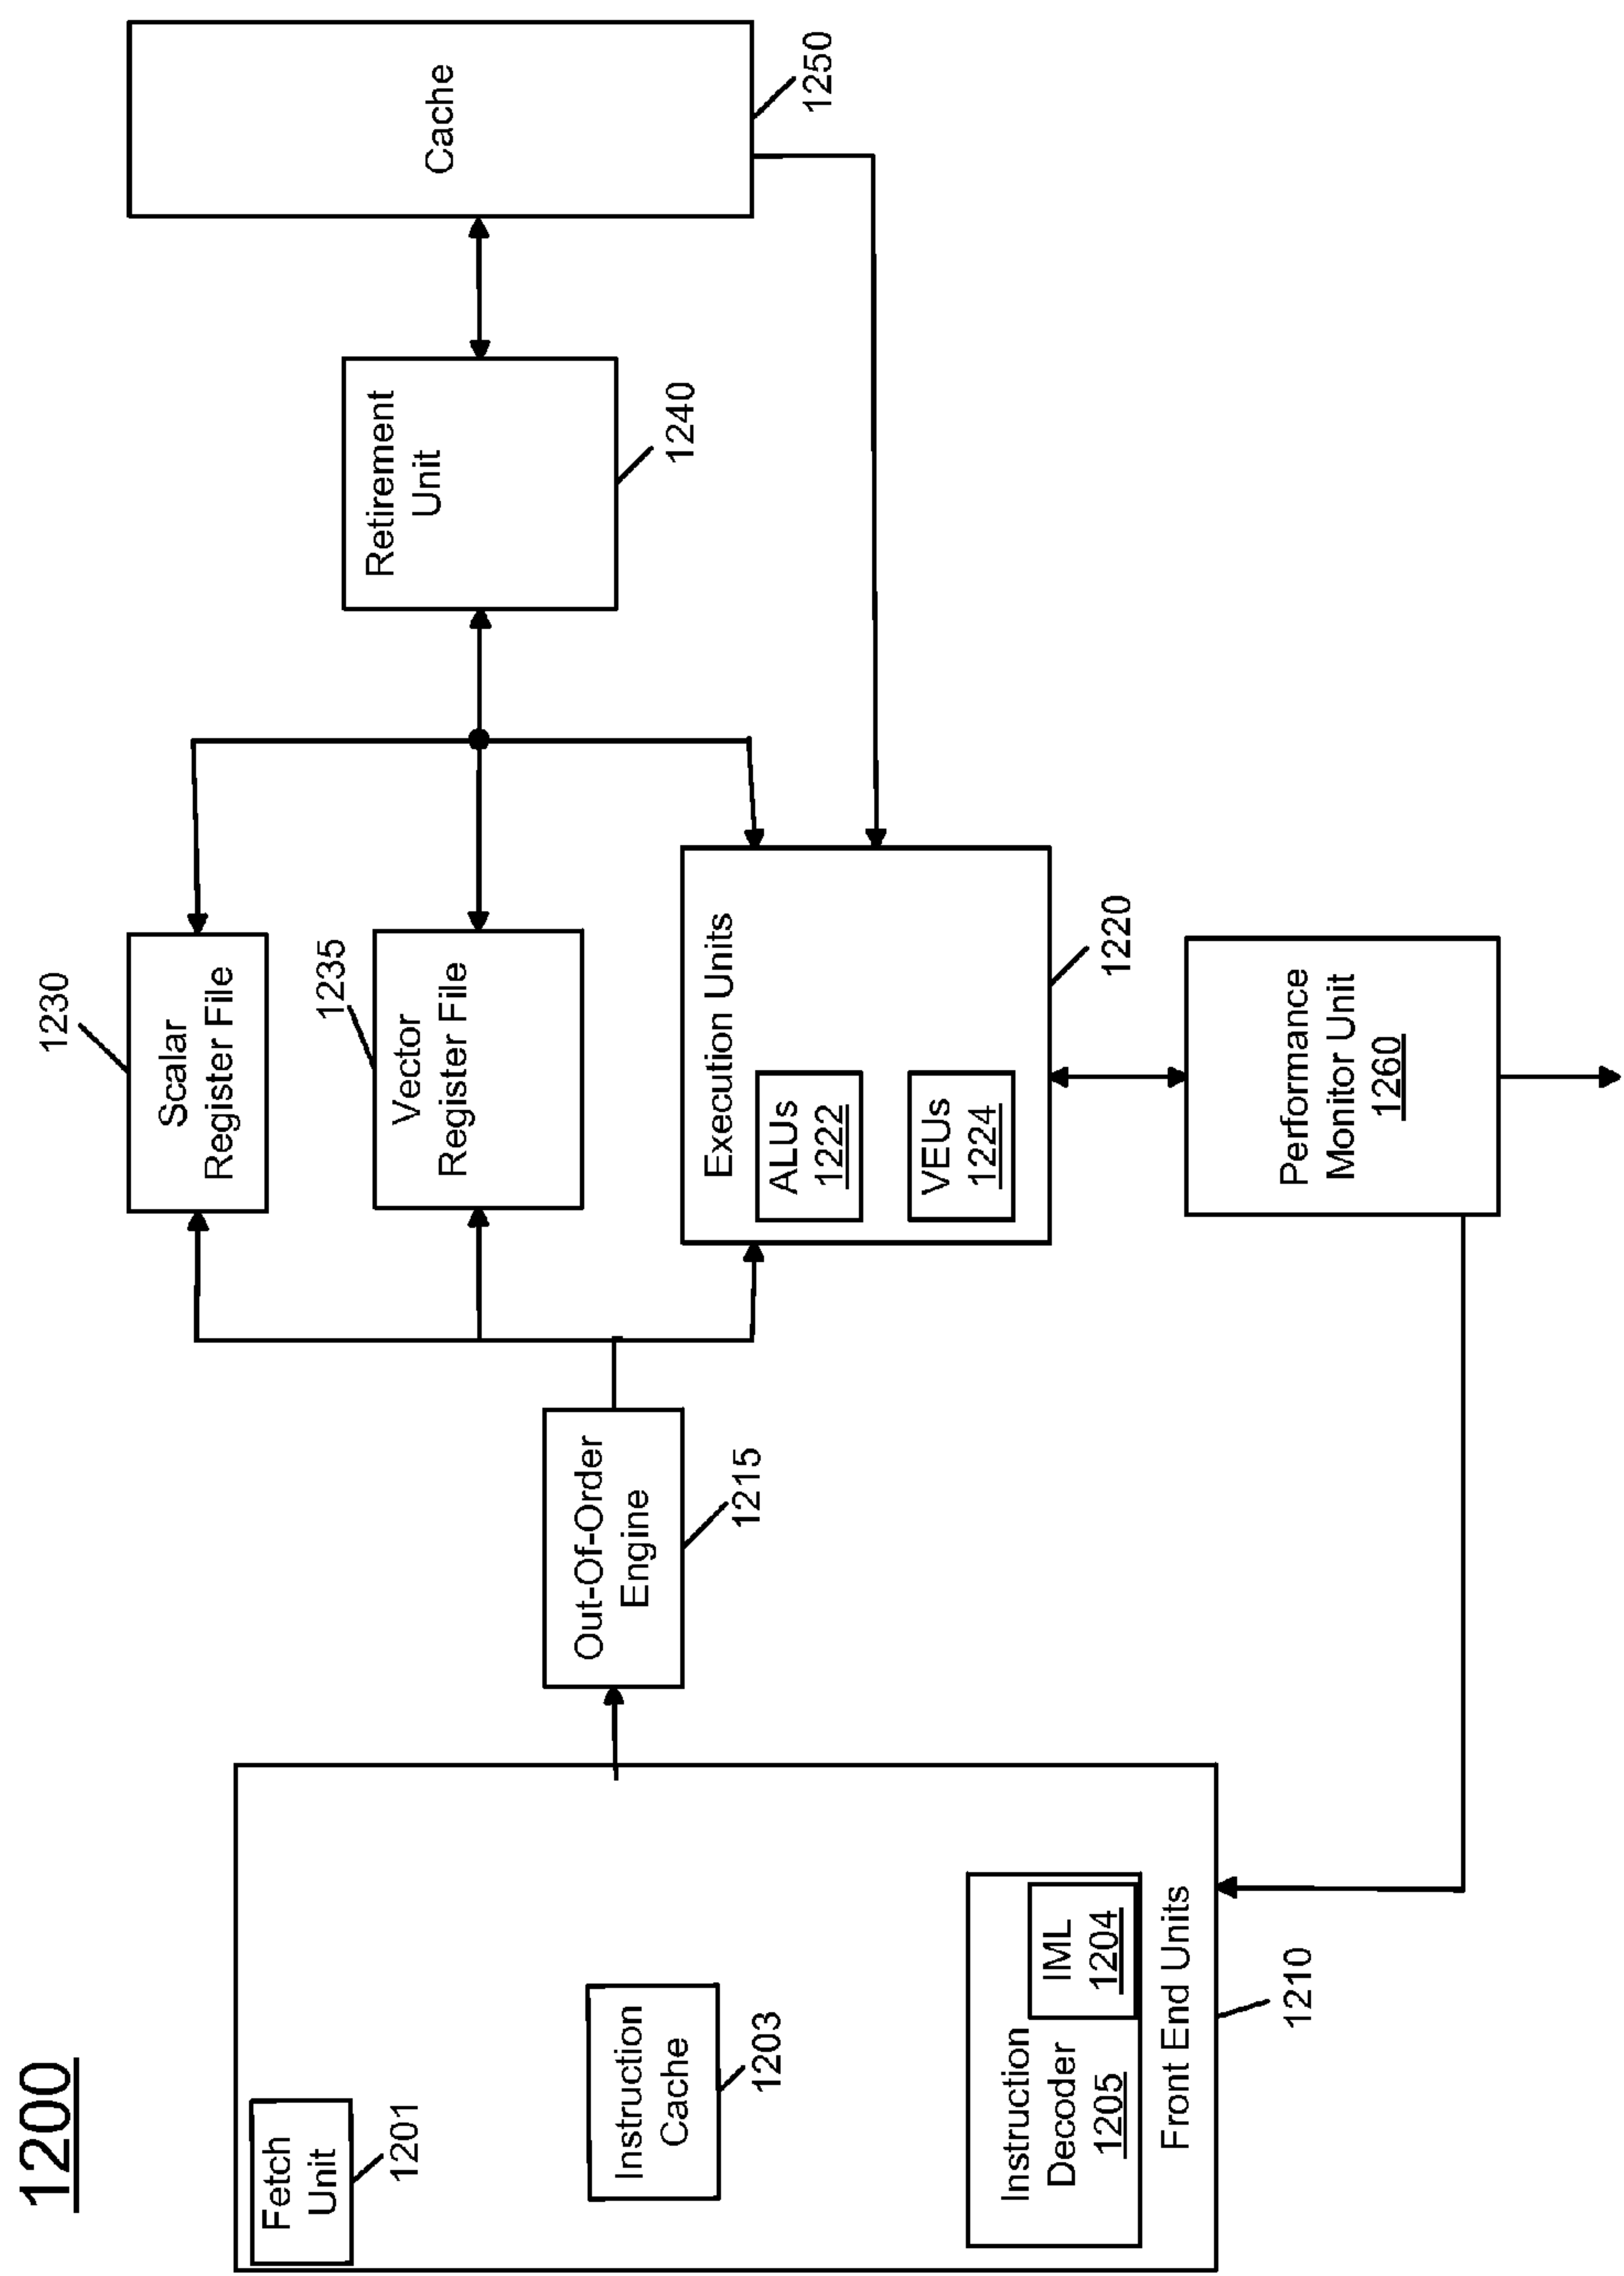 1200
Fetch
Unit
1201
Instruction
Cache
1203
Instruction
Decoder
1205
IML
1204
Front End Units
1210
Out-Of-Order
Engine
1215
1230
Scalar
Register File
1235
Vector
Register File
Execution Units
ALUs
1222
VEUs
1224
1220
Performance
Monitor Unit
1260
Retirement
Unit
1240
Cache
1250